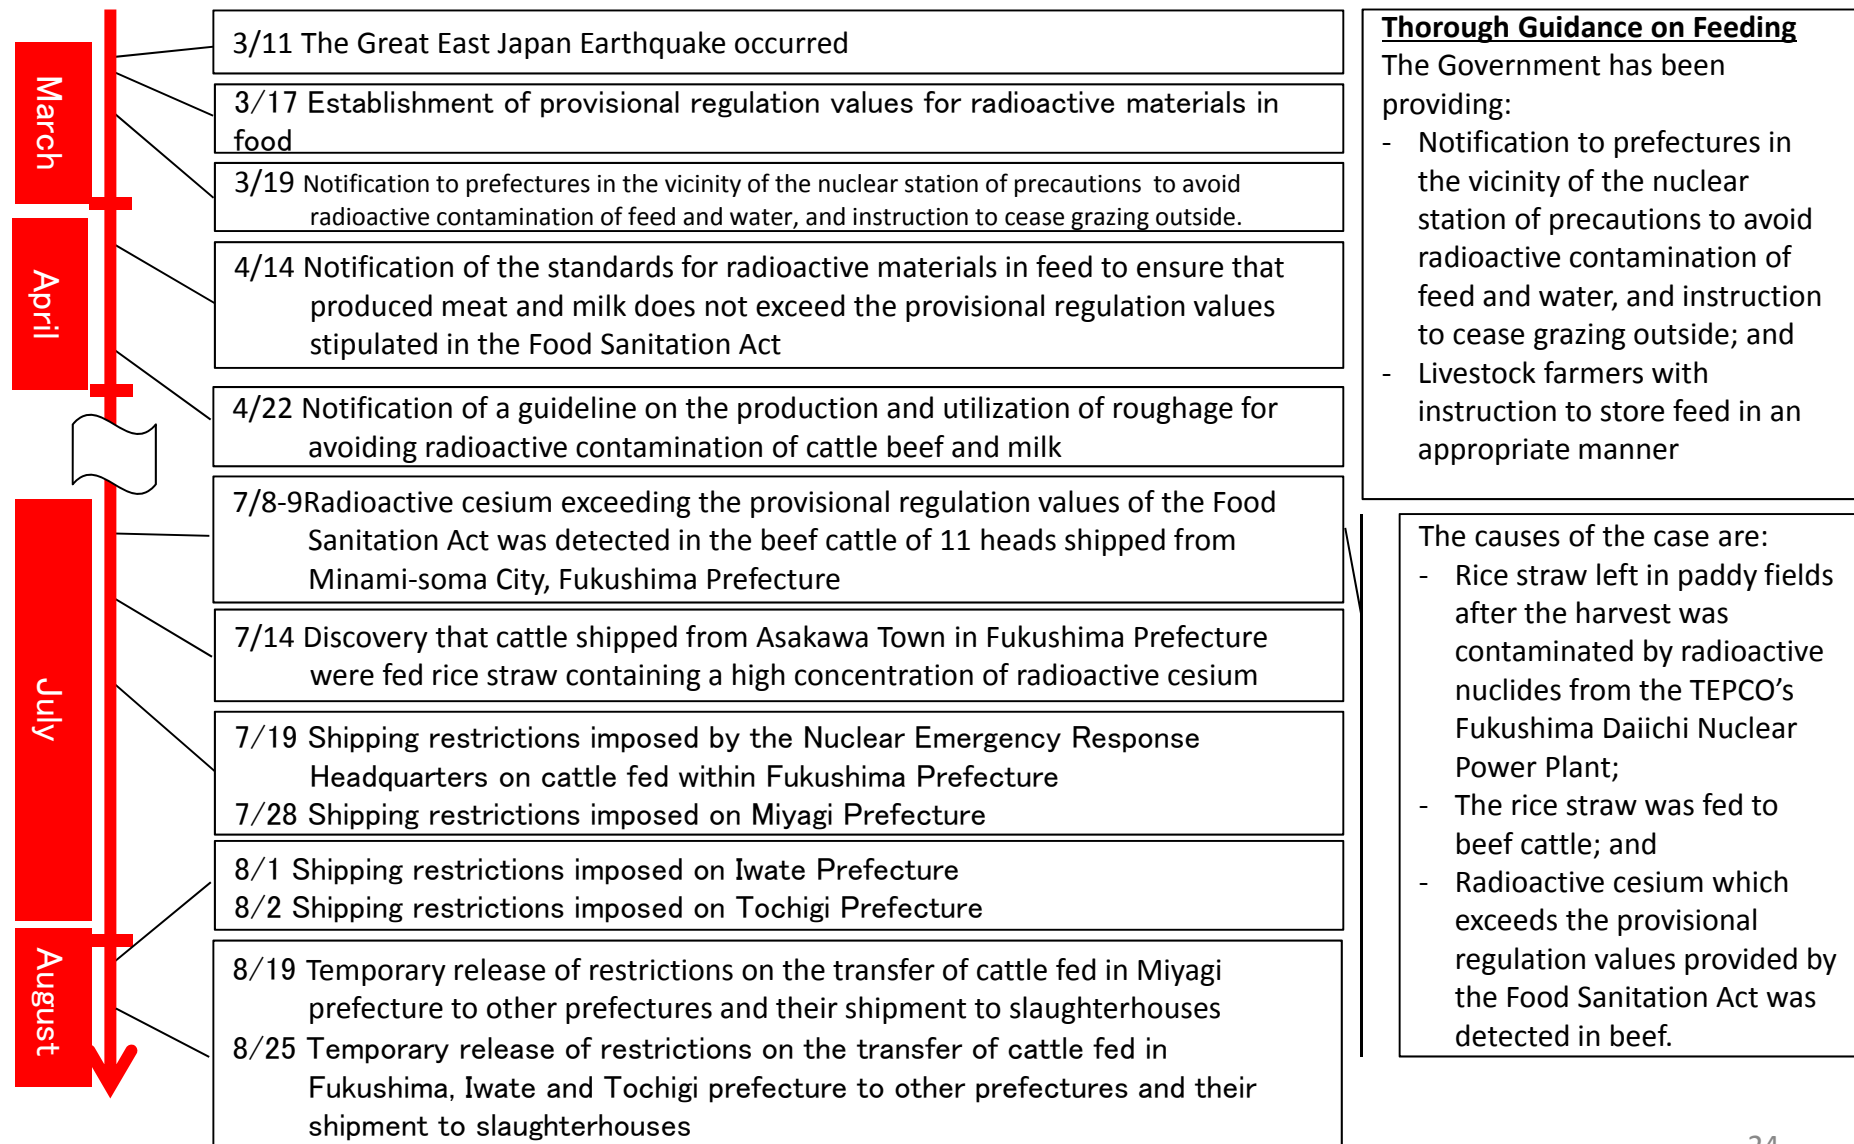 March
April
July
August
3/11 The Great East Japan Earthquake occurred
3/17 Establishment of provisional regulation values for radioactive materials in
food
3/19 Notification to prefectures in the vicinity of the nuclear station of precautions to avoid
radioactive contamination of feed and water, and instruction to cease grazing outside.
4/14 Notification of the standards for radioactive materials in feed to ensure that
produced meat and milk does not exceed the provisional regulation values
stipulated in the Food Sanitation Act
4/22 Notification of a guideline on the production and utilization of roughage for
avoiding radioactive contamination of cattle beef and milk
7/8-9Radioactive cesium exceeding the provisional regulation values of the Food
Sanitation Act was detected in the beef cattle of 11 heads shipped from
Minami-soma City, Fukushima Prefecture
7/14 Discovery that cattle shipped from Asakawa Town in Fukushima Prefecture
were fed rice straw containing a high concentration of radioactive cesium
7/19 Shipping restrictions imposed by the Nuclear Emergency Response
Headquarters on cattle fed within Fukushima Prefecture
7/28 Shipping restrictions imposed on Miyagi Prefecture
8/1 Shipping restrictions imposed on Iwate Prefecture
8/2 Shipping restrictions imposed on Tochigi Prefecture
8/19 Temporary release of restrictions on the transfer of cattle fed in Miyagi
prefecture to other prefectures and their shipment to slaughterhouses
8/25 Temporary release of restrictions on the transfer of cattle fed in
Fukushima, Iwate and Tochigi prefecture to other prefectures and their
shipment to slaughterhouses
Thorough Guidance on Feeding
The Government has been
providing:
- Notification to prefectures in
the vicinity of the nuclear
station of precautions to avoid
radioactive contamination of
feed and water, and instruction
to cease grazing outside; and
- Livestock farmers with
instruction to store feed in an
appropriate manner
The causes of the case are:
- Rice straw left in paddy fields
after the harvest was
contaminated by radioactive
nuclides from the TEPCO's
Fukushima Daiichi Nuclear
Power Plant;
- The rice straw was fed to
beef cattle; and
- Radioactive cesium which
exceeds the provisional
regulation values provided by
the Food Sanitation Act was
detected in beef.